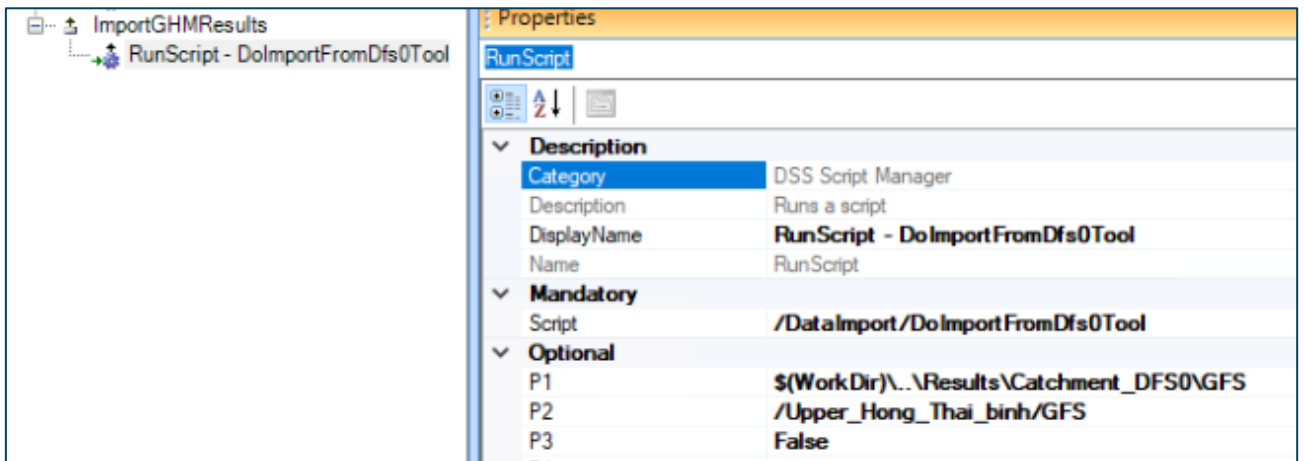 ImportGHMResults
RunScript - DoImportFromDfs0Tool
Properties
RunScript
Description
Category DSS Script Manager
Description Runs a script
DisplayName RunScript - DoImportFromDfs0Tool
Name RunScript
Mandatory
Script /DataImport/DoImportFromDfs0Tool
Optional
P1 $(WorkDir)\..\Results\Catchment_DFS0\GFS
P2 /Upper_Hong_Thai_binh/GFS
P3 False